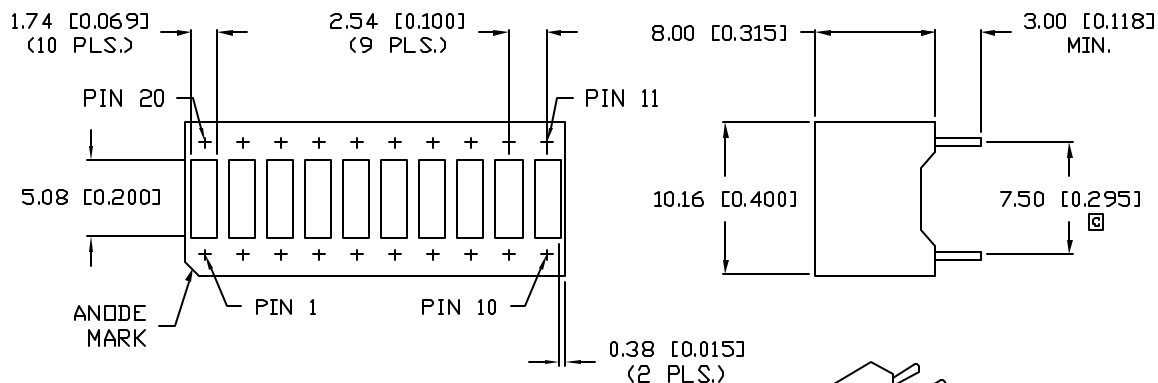 1.74 [0.069]
(10 PLS.)
2.54 [0.100]
(9 PLS.)
8.00 [0.315]
3.00 [0.118]
MIN.
PIN 20
PIN 11
5.08 [0.200]
10.16 [0.400]
7.50 [0.295]
C
ANODE
MARK
PIN 1
PIN 10
0.38 [0.015]
(2 PLS.)